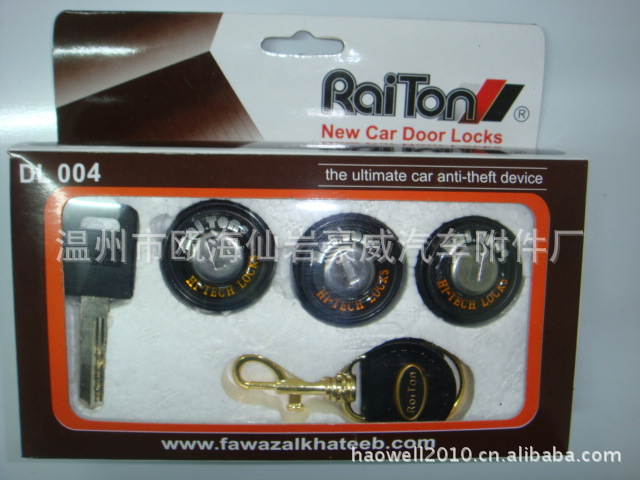 RaiTon ®
New Car Door Locks
DL 004
the ultimate car anti-theft device
温州市瓯海仙岩豪威汽车附件厂
RAITON
HI-TECH LOCKS
HI-TECH LOCKS
HI-TECH LOCKS
RaiTon
www.fawazalkhateeb.com
haowell2010.cn.alibaba.com